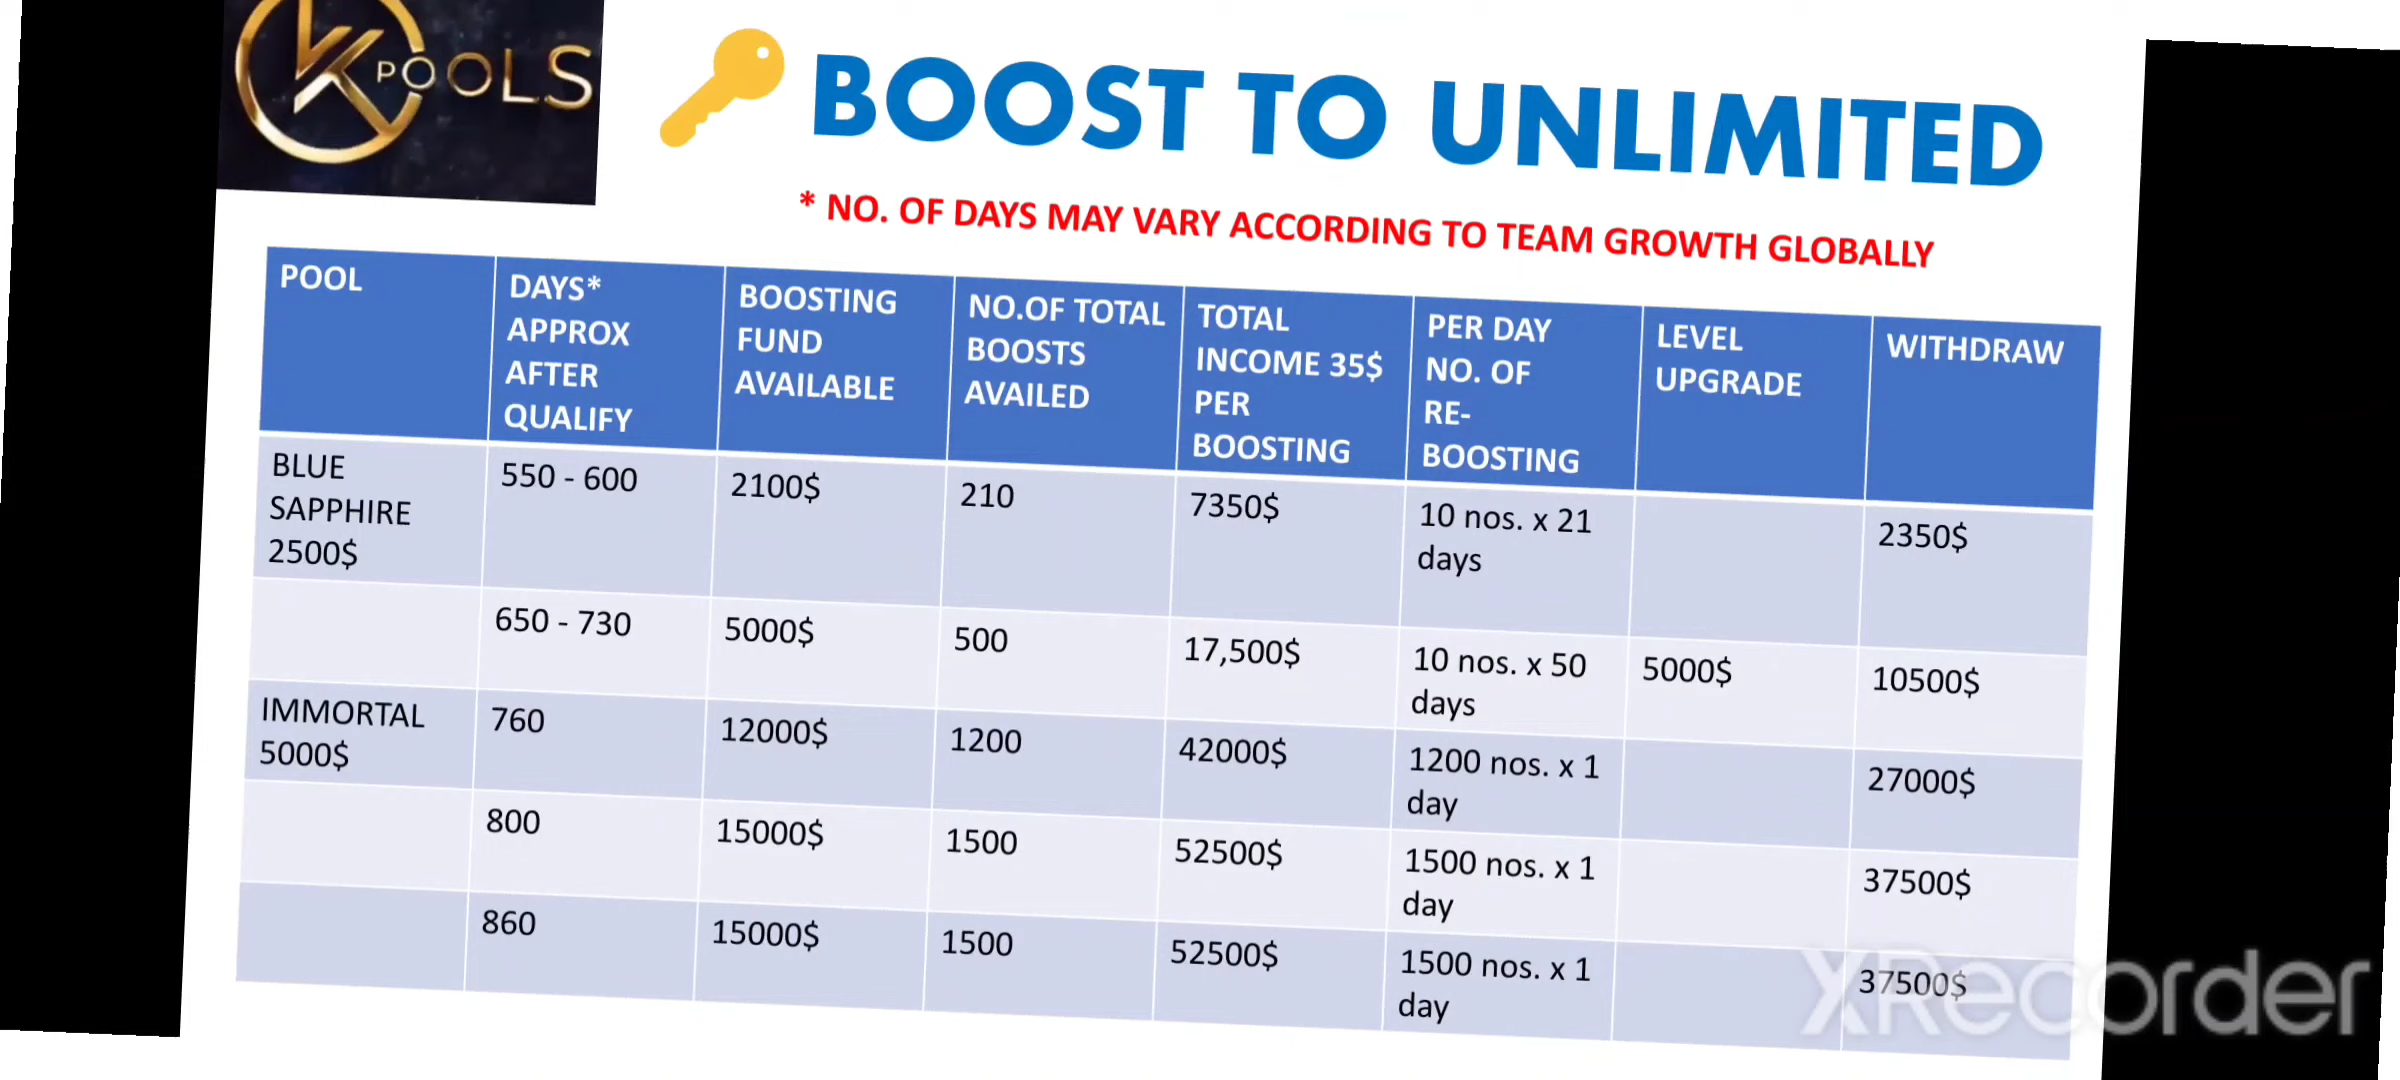 K POOLS
BOOST TO UNLIMITED
* NO. OF DAYS MAY VARY ACCORDING TO TEAM GROWTH GLOBALLY
POOL
DAYS*
APPROX
AFTER
QUALIFY
BOOSTING
FUND
AVAILABLE
NO.OF TOTAL
BOOSTS
AVAILED
TOTAL
INCOME 35$
PER
BOOSTING
PER DAY
NO. OF
RE-
BOOSTING
LEVEL
UPGRADE
WITHDRAW
BLUE
SAPPHIRE
2500$
550 - 600
2100$
210
7350$
10 nos. x 21
days
2350$
650 - 730
5000$
500
17,500$
10 nos. x 50
days
5000$
10500$
IMMORTAL
5000$
760
12000$
1200
42000$
1200 nos. x 1
day
27000$
800
15000$
1500
52500$
1500 nos. x 1
day
37500$
860
15000$
1500
52500$
1500 nos. x 1
day
37500$
XRecorder